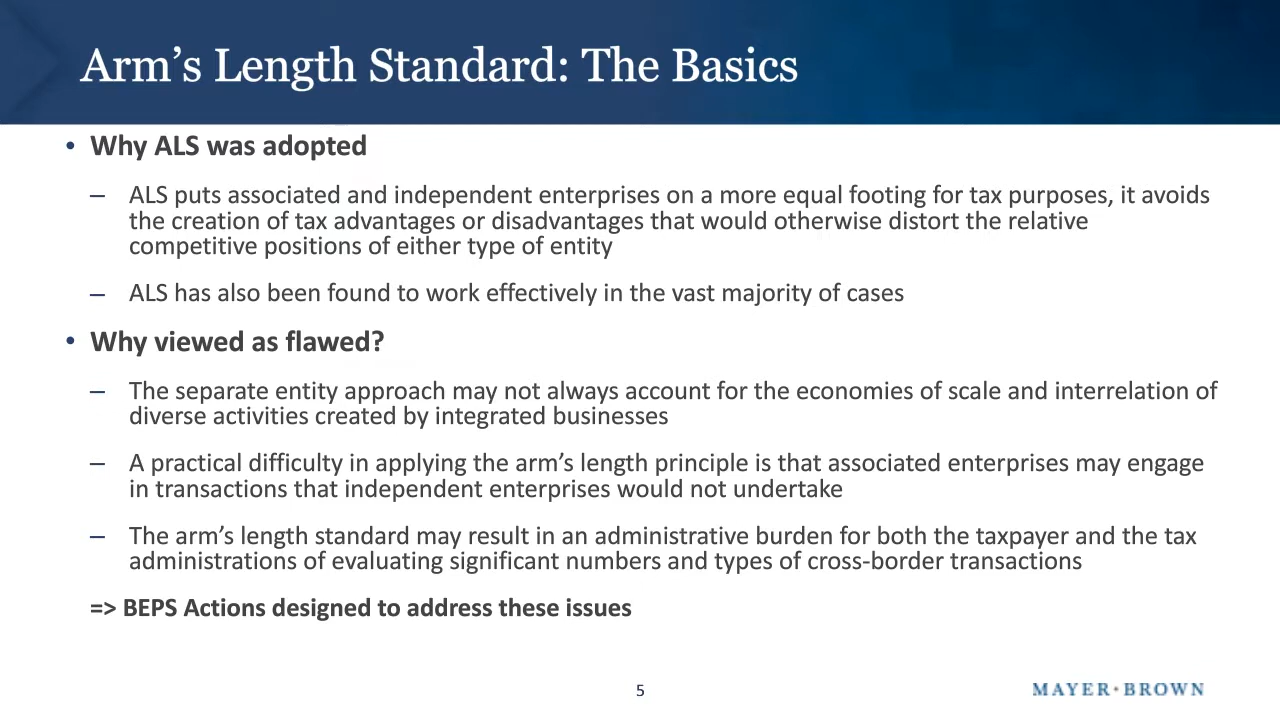 Arm’s Length Standard: The Basics
• Why ALS was adopted
– ALS puts associated and independent enterprises on a more equal footing for tax purposes, it avoids
the creation of tax advantages or disadvantages that would otherwise distort the relative
competitive positions of either type of entity
– ALS has also been found to work effectively in the vast majority of cases
• Why viewed as flawed?
– The separate entity approach may not always account for the economies of scale and interrelation of
diverse activities created by integrated businesses
– A practical difficulty in applying the arm’s length principle is that associated enterprises may engage
in transactions that independent enterprises would not undertake
– The arm’s length standard may result in an administrative burden for both the taxpayer and the tax
administrations of evaluating significant numbers and types of cross-border transactions
=> BEPS Actions designed to address these issues
5
MAYER•BROWN